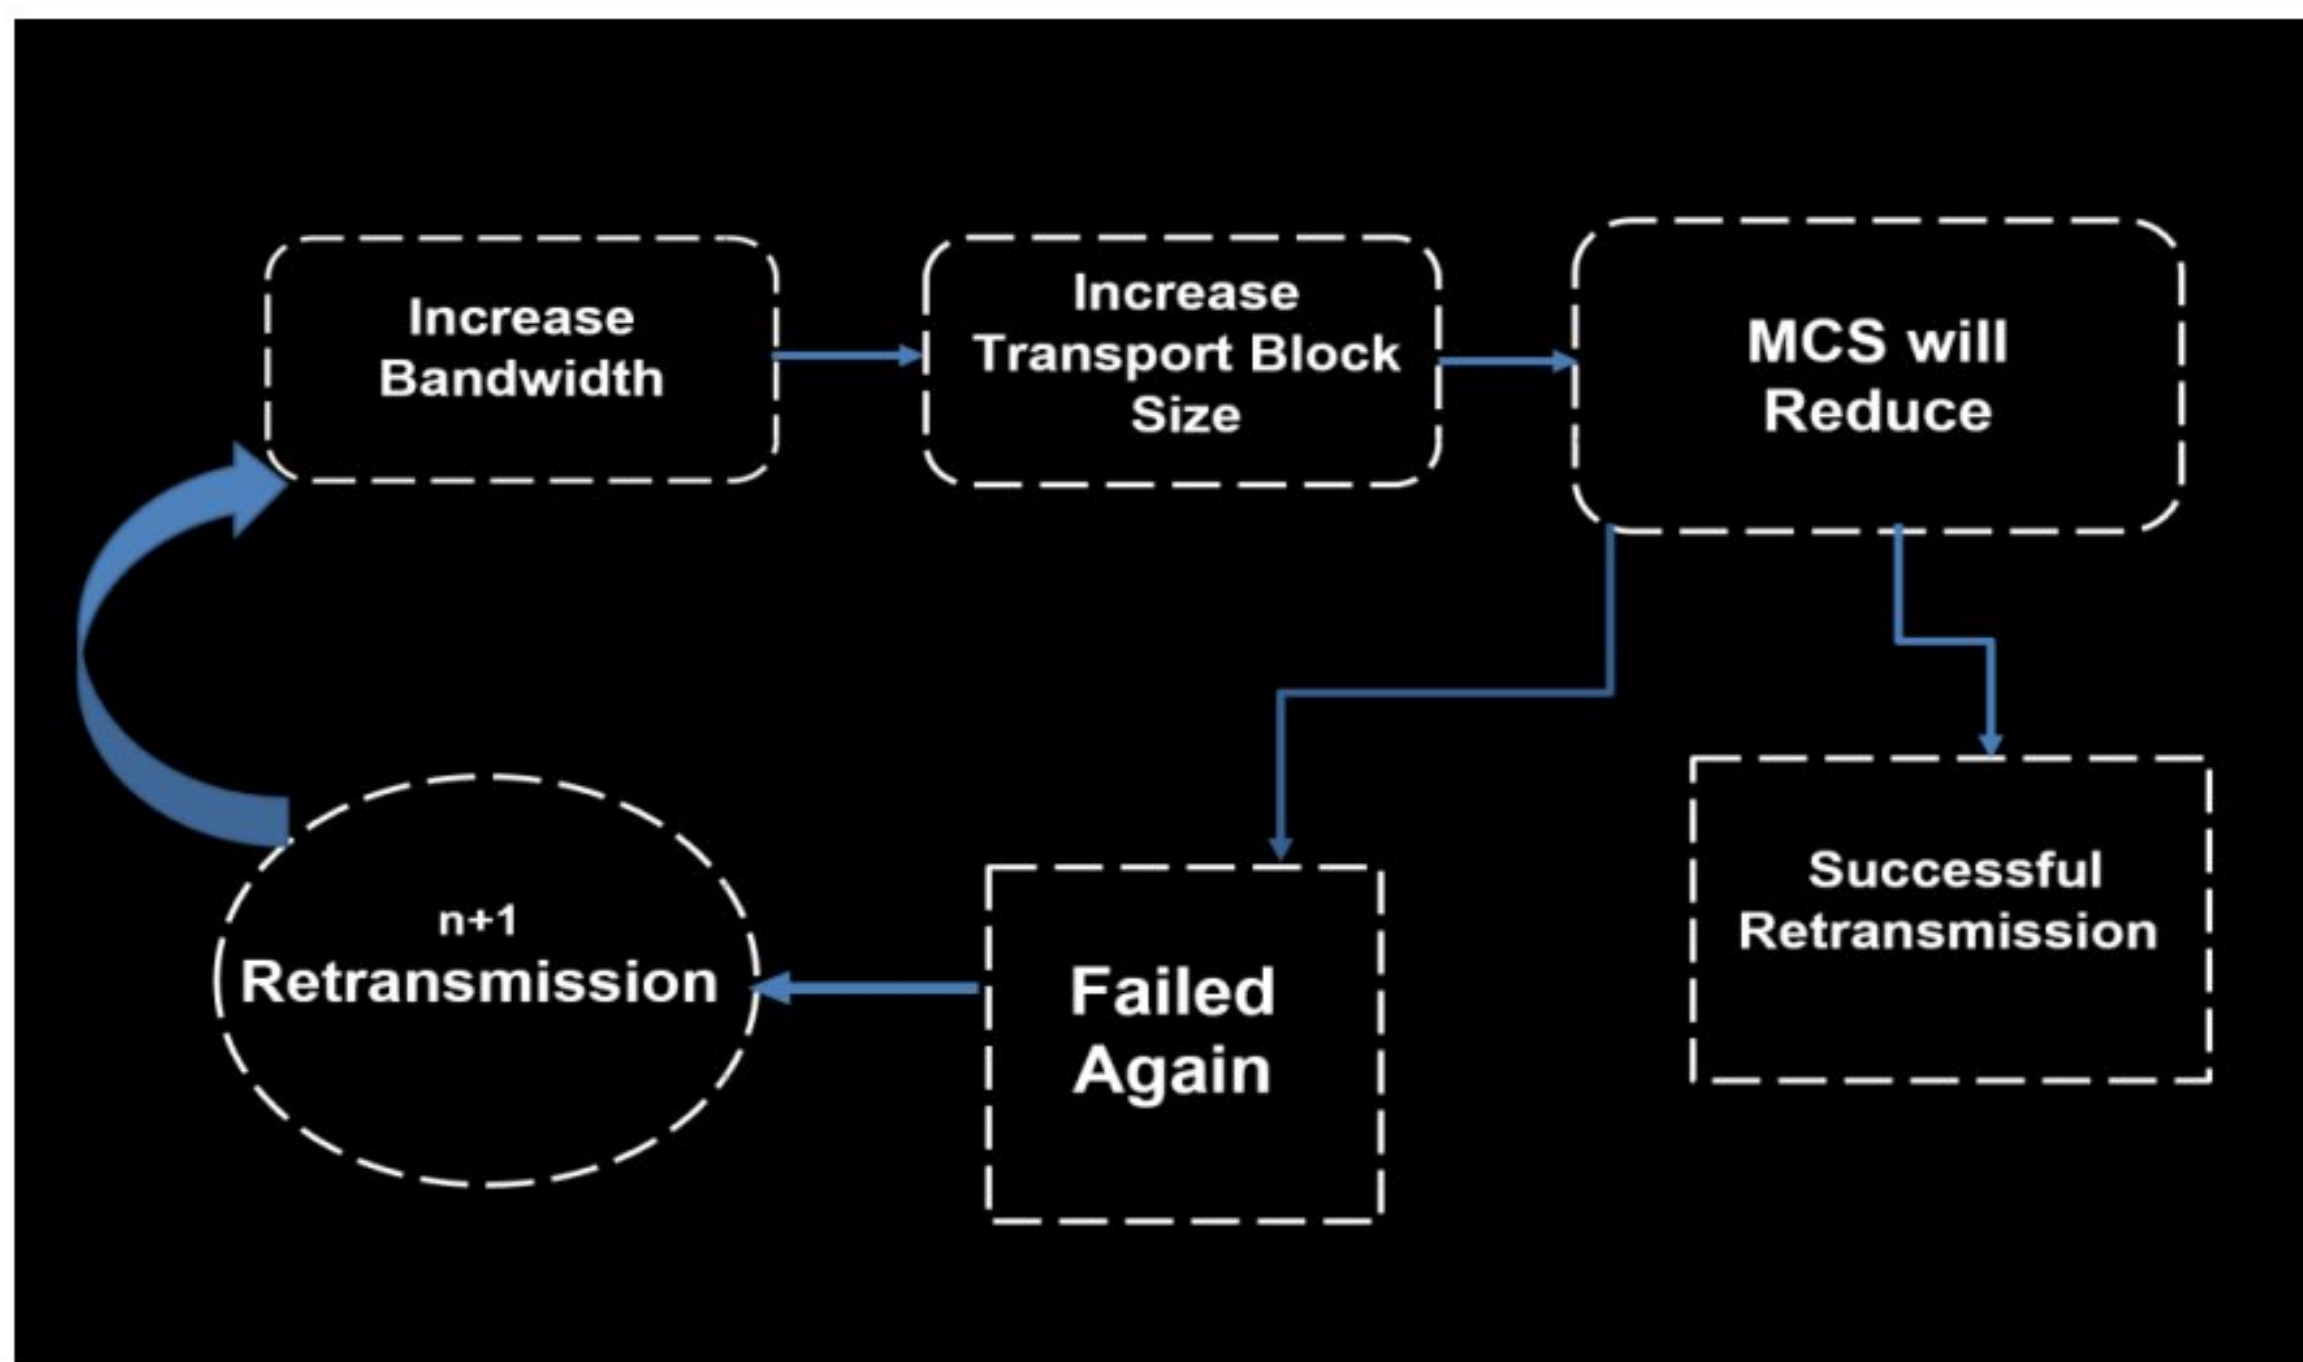 Increase
Bandwidth
Increase
Transport Block
Size
MCS will
Reduce
Successful
Retransmission
Failed
Again
n+1
Retransmission